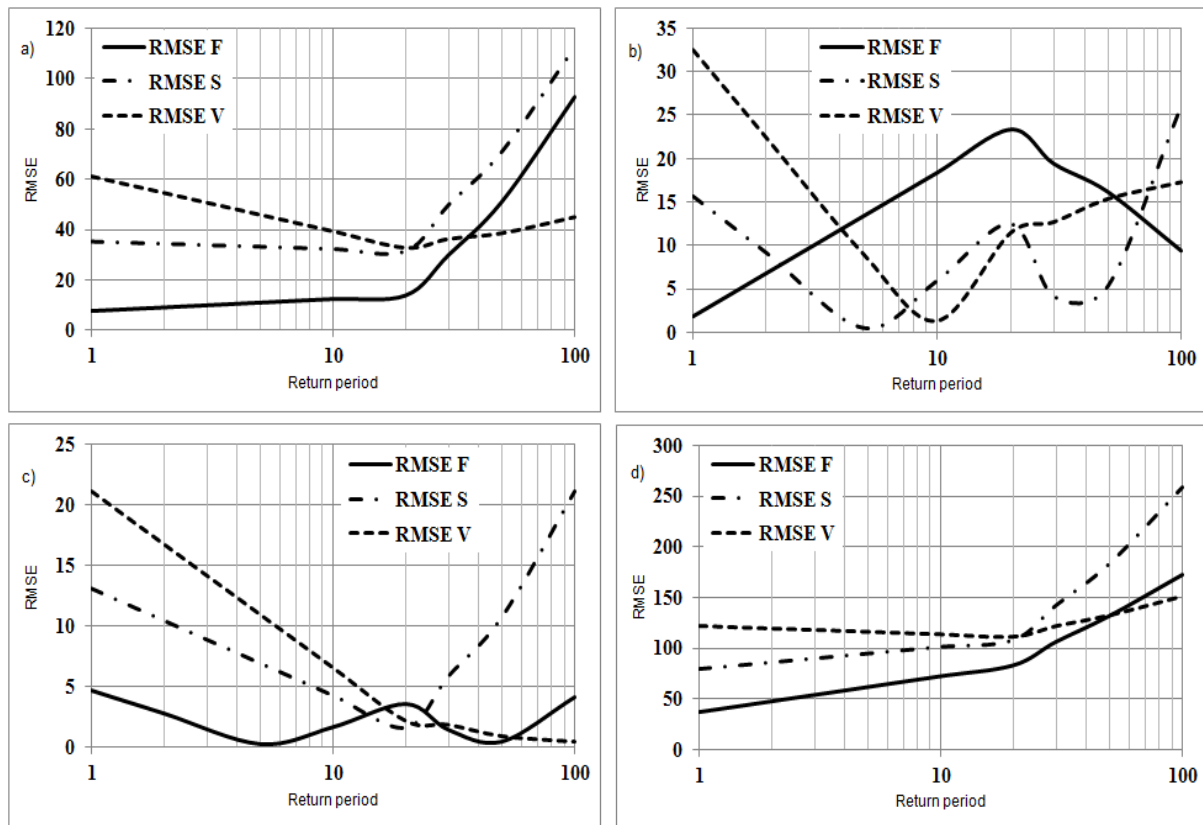 a)
RMSE F
RMSE S
RMSE V
120
100
80
60
40
20
0
RMSE
1
10
100
Return period
b)
RMSE F
RMSE S
RMSE V
35
30
25
20
15
10
5
0
RMSE
1
10
100
Return period
c)
RMSE F
RMSE S
RMSE V
25
20
15
10
5
0
RMSE
1
10
100
Return period
d)
RMSE F
RMSE S
RMSE V
300
250
200
150
100
50
0
RMSE
1
10
100
Return period